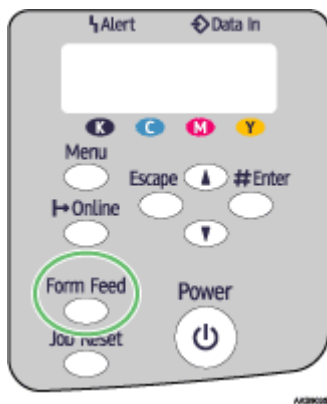 Alert Data In
K C M Y
Menu
Escape #Enter
Online
Form Feed Power
Job Reset